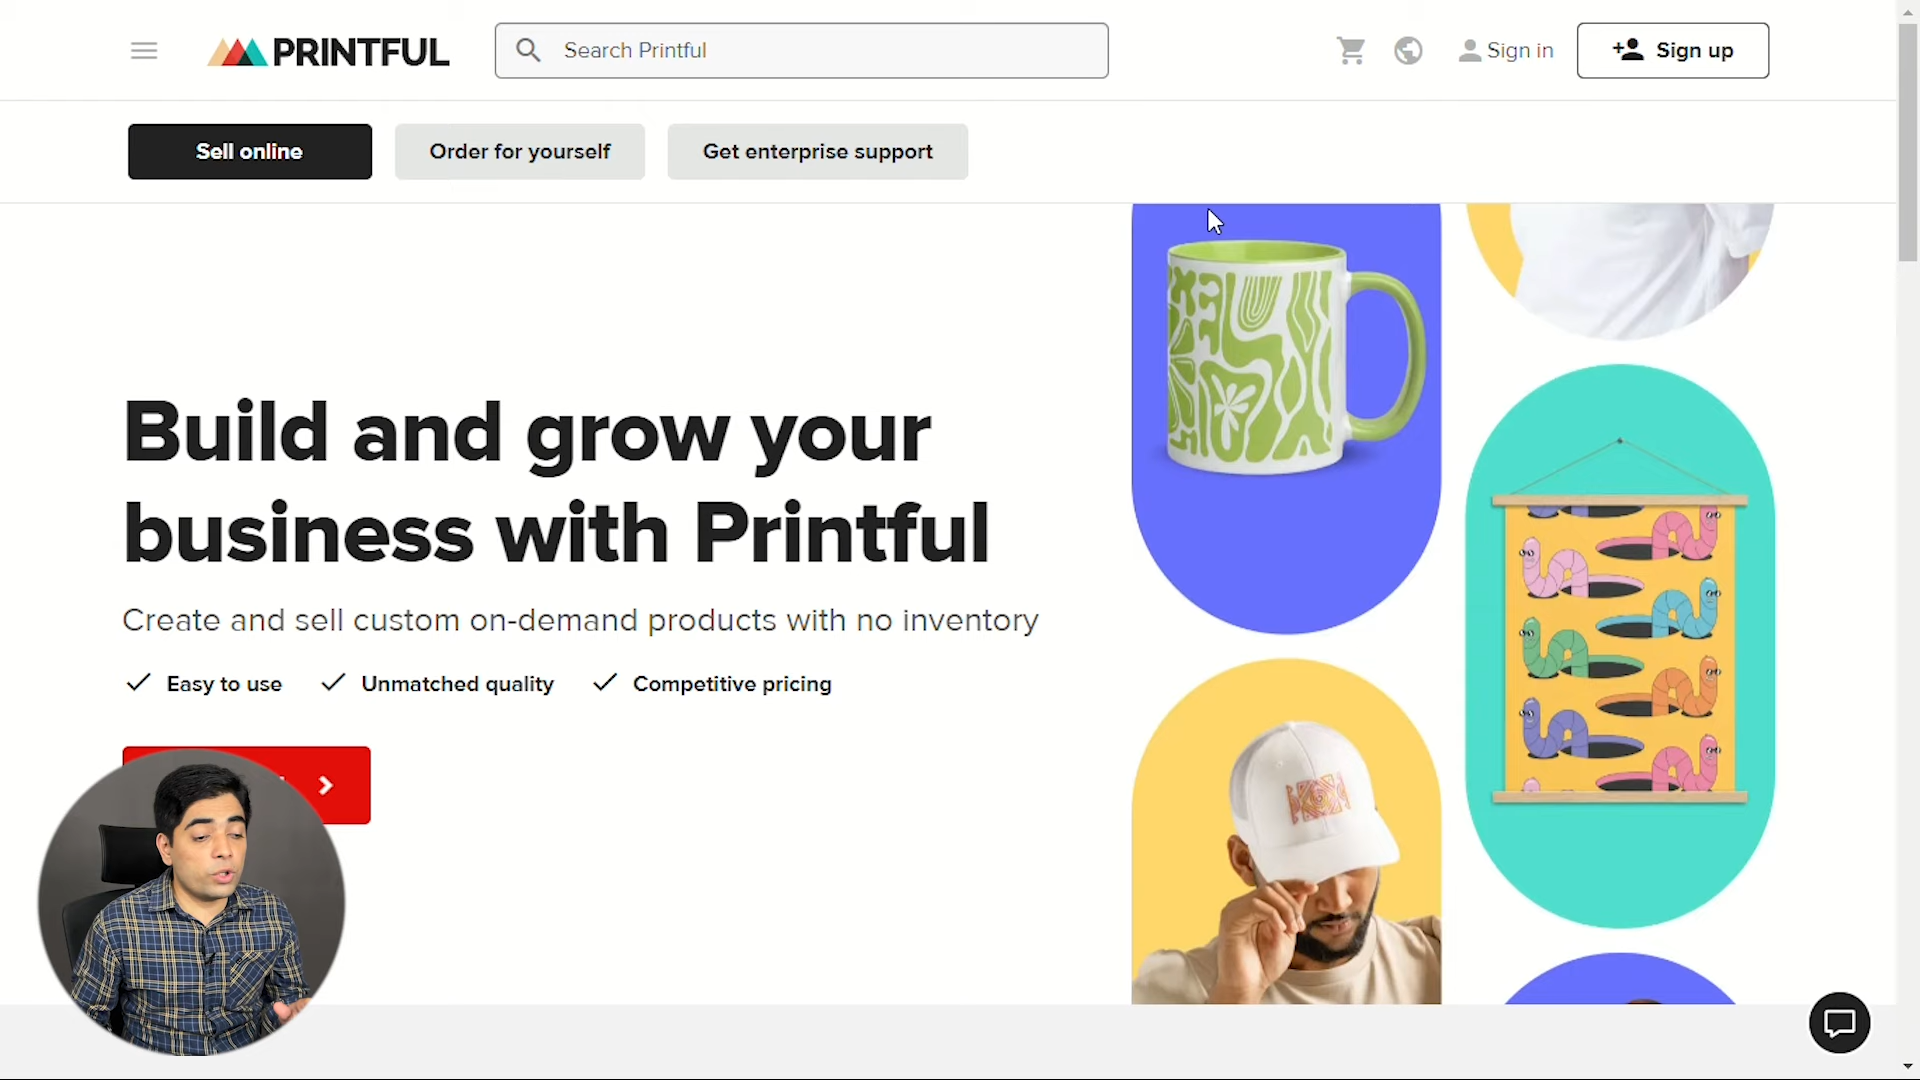 PRINTFUL
Search Printful
Sign in
Sign up
Sell online
Order for yourself
Get enterprise support
Build and grow your
business with Printful
Create and sell custom on-demand products with no inventory
Easy to use
Unmatched quality
Competitive pricing